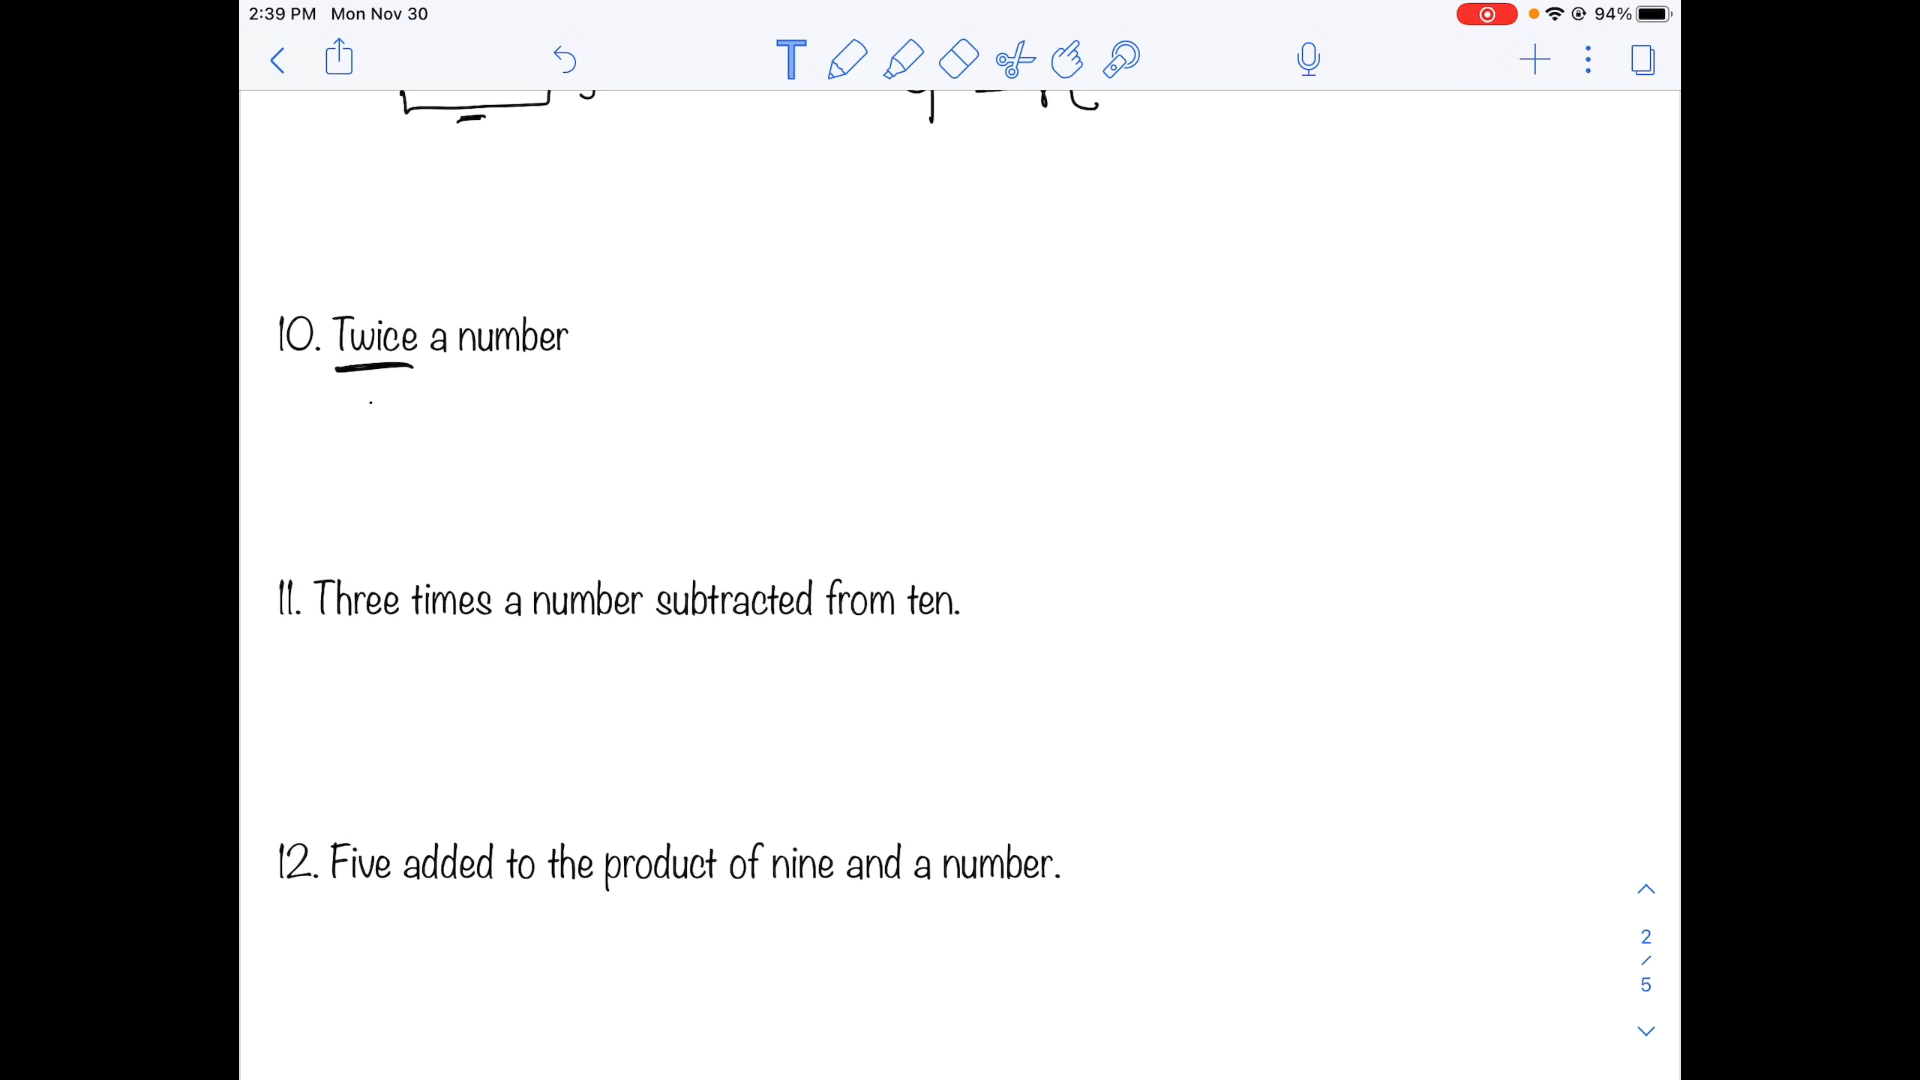 2:39 PM Mon Nov 30
94%
10. Twice a number
11. Three times a number subtracted from ten.
12. Five added to the product of nine and a number.
2
/
5